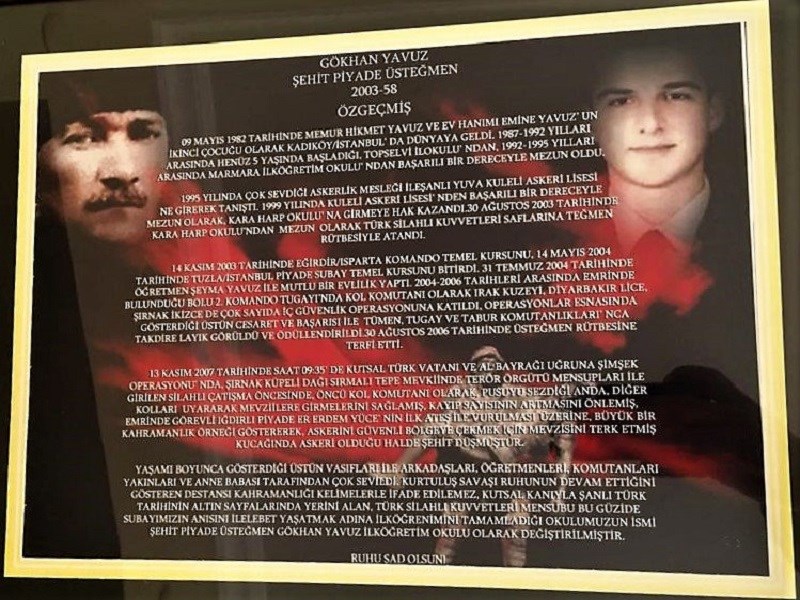 GÖKHAN YAVUZ
ŞEHİT PİYADE ÜSTEĞMEN
2003-58
ÖZGEÇMİŞ
09 MAYIS 1982 TARİHİNDE MEMUR HİKMET YAVUZ VE EV HANIMI EMİNE YAVUZ' UN
İKİNCİ ÇOCUĞU OLARAK KADIKÖY/İSTANBUL' DA DÜNYAYA GELDİ. 1987-1992 YILLARI
ARASINDA HENÜZ 5 YAŞINDA BAŞLADIĞI, TOPSELVİ İLOKULU' NDAN, 1992-1995 YILLARI
ARASINDA MARMARA İLKÖĞRETİM OKULU' NDAN BAŞARILI BİR DERECEYLE MEZUN OLDU.
1995 YILINDA ÇOK SEVDİĞİ ASKERLİK MESLEĞİ İLEŞANLI YUVA KULELİ ASKERİ LİSESİ
NE GİREREK TANIŞTI. 1999 YILINDA KULELİ ASKERİ LİSESİ' NDEN BAŞARILI BİR DERECEYLE
MEZUN OLARAK, KARA HARP OKULU' NA GİRMEYE HAK KAZANDI.30 AĞUSTOS 2003 TARİHİNDE
KARA HARP OKULU'NDAN MEZUN OLARAK TÜRK SİLAHLI KUVVETLERİ SAFLARINA TEĞMEN
RÜTBESİYLE ATANDI.
14 KASIM 2003 TARİHİNDE EĞİRDİR/ISPARTA KOMANDO TEMEL KURSUNU, 14 MAYIS 2004
TARİHİNDE TUZLA/İSTANBUL PİYADE SUBAY TEMEL KURSUNU BİTİRDİ. 31 TEMMUZ 2004 TARİHİNDE
ÖĞRETMEN ŞEYMA YAVUZ İLE MUTLU BİR EVLİLİK YAPTI. 2004-2006 TARİHLERİ ARASINDA EMRİNDE
BULUNDUĞU BOLU 2. KOMANDO TUGAYI'NDA KOL KOMUTANI OLARAK IRAK KUZEYİ, DİYARBAKIR LİCE,
ŞIRNAK İKİZCE DE ÇOK SAYIDA İÇ GÜVENLİK OPERASYONUNA KATILDI, OPERASYONLAR ESNASINDA
GÖSTERDİĞİ ÜSTÜN CESARET VE BAŞARISI İLE TÜMEN, TUGAY VE TABUR KOMUTANLIKLARI' NCA
TAKDİRE LAYIK GÖRÜLDÜ VE ÖDÜLLENDİRİLDİ.30 AĞUSTOS 2006 TARİHİNDE ÜSTEĞMEN RÜTBESİNE
TERFİ ETTİ.
13 KASIM 2007 TARİHİNDE SAAT 09:35' DE KUTSAL TÜRK VATANI VE AL BAYRAĞI UĞRUNA ŞİMŞEK
OPERASYONU' NDA, ŞIRNAK KÜPELİ DAĞI SIRMALI TEPE MEVKİİNDE TERÖR ÖRGÜTÜ MENSUPLARI İLE
GİRİLEN SİLAHLI ÇATIŞMA ÖNCESİNDE, ÖNCÜ KOL KOMUTANI OLARAK, PUSUYU SEZDİĞİ ANDA, DİĞER
KOLLARI UYARARAK MEVZİLERE GİRMELERİNİ SAĞLAMIŞ, KAYIP SAYISININ ARTMASINI ÖNLEMİŞ,
EMRİNDE GÖREVLİ IĞDIRLI PİYADE ER ERDEM YÜCE' NİN İLK ATEŞ İLE VURULMASI ÜZERİNE, BÜYÜK BİR
KAHRAMANLIK ÖRNEĞİ GÖSTEREREK, ASKERİNİ GÜVENLİ BÖLGEYE ÇEKMEK İÇİN MEVZİSİNİ TERK ETMİŞ
KUCAĞINDA ASKERİ OLDUĞU HALDE ŞEHİT DÜŞMÜŞTÜR.
YAŞAMI BOYUNCA GÖSTERDİĞİ ÜSTÜN VASIFLARI İLE ARKADAŞLARI, ÖĞRETMENLERİ, KOMUTANLARI
YAKINLARI VE ANNE BABASI TARAFINDAN ÇOK SEVİLDİ. KURTULUŞ SAVAŞI RUHUNUN DEVAM ETTİĞİNİ
GÖSTEREN DESTANSI KAHRAMANLIĞI KELİMELERLE İFADE EDİLEMEZ, KUTSAL KANIYLA ŞANLI TÜRK
TARİHİNİN ALTIN SAYFALARINDA YERİNİ ALAN, TÜRK SİLAHLI KUVVETLERİ MENSUBU BU GÜZİDE
SUBAYIMIZIN ANISINI İLELEBET YAŞATMAK ADINA İLKÖĞRENİMİNİ TAMAMLADIĞI OKULUMUZUN İSMİ
ŞEHİT PİYADE ÜSTEĞMEN GÖKHAN YAVUZ İLKÖĞRETİM OKULU OLARAK DEĞİŞTİRİLMİŞTİR.
RUHU ŞAD OLSUN!